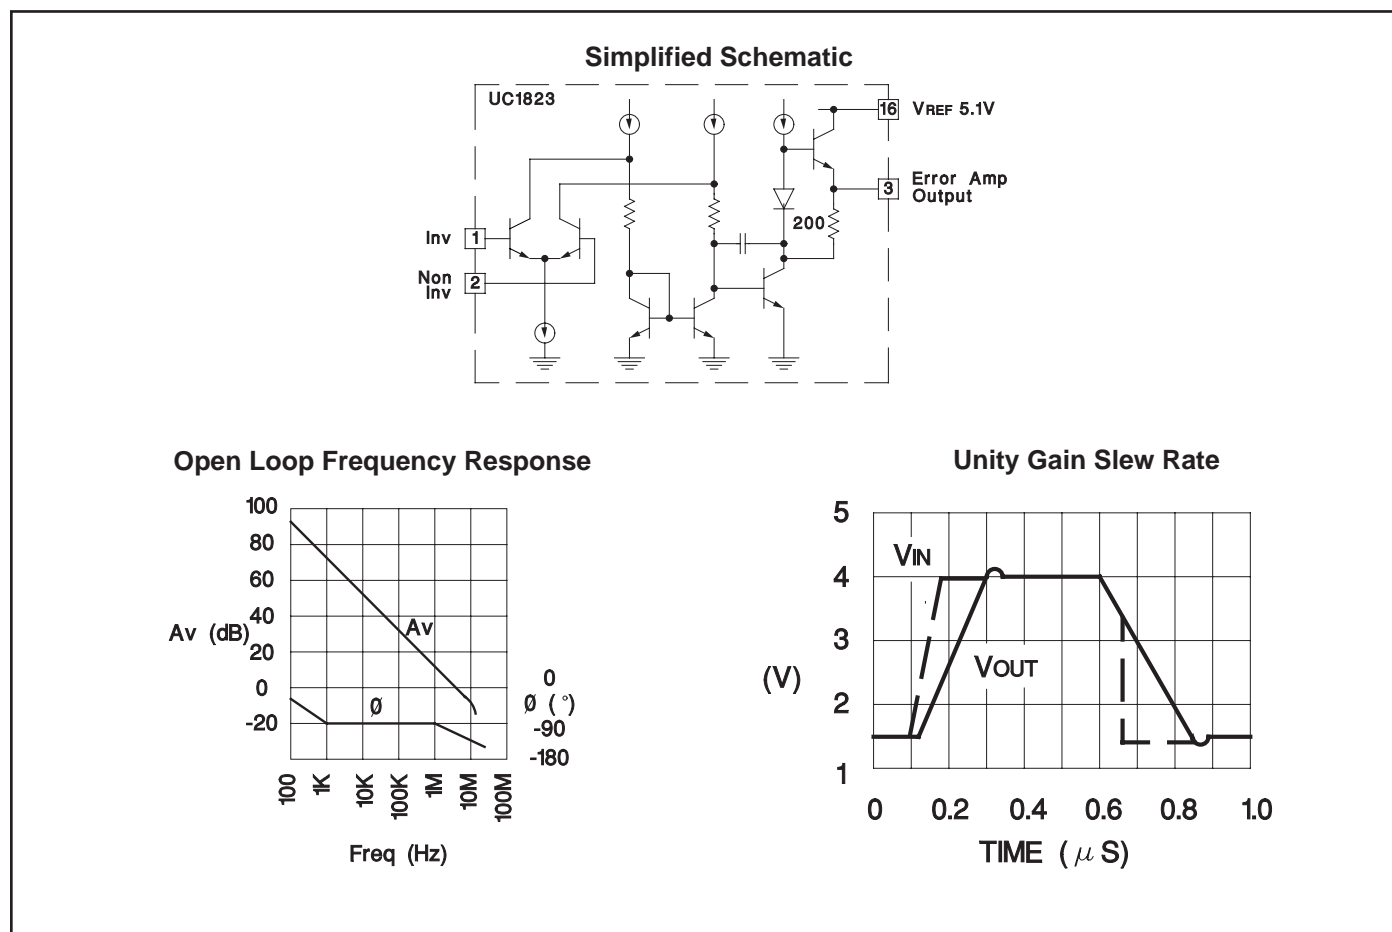 Simplified Schematic
UC1823
16 VREF 5.1V
3 Error Amp
Output
200
Inv 1
Non
Inv 2
Open Loop Frequency Response
100
80
60
40
20
0
-20
Av (dB)
Av
Ø
0
Ø (°)
-90
-180
100 1K 10K 100K 1M 10M 100M
Freq (Hz)
Unity Gain Slew Rate
5
4
3
2
1
(V)
VIN
VOUT
0 0.2 0.4 0.6 0.8 1.0
TIME (μS)